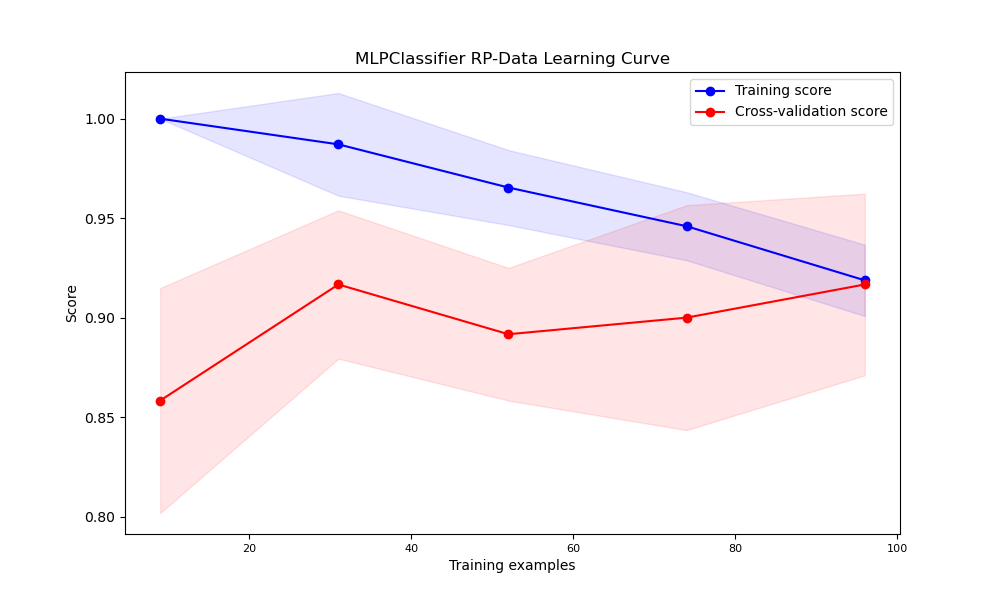 MLPClassifier RP-Data Learning Curve
Training score
Cross-validation score
1.00
0.95
0.90
0.85
0.80
Score
20 40 60 80 100
Training examples